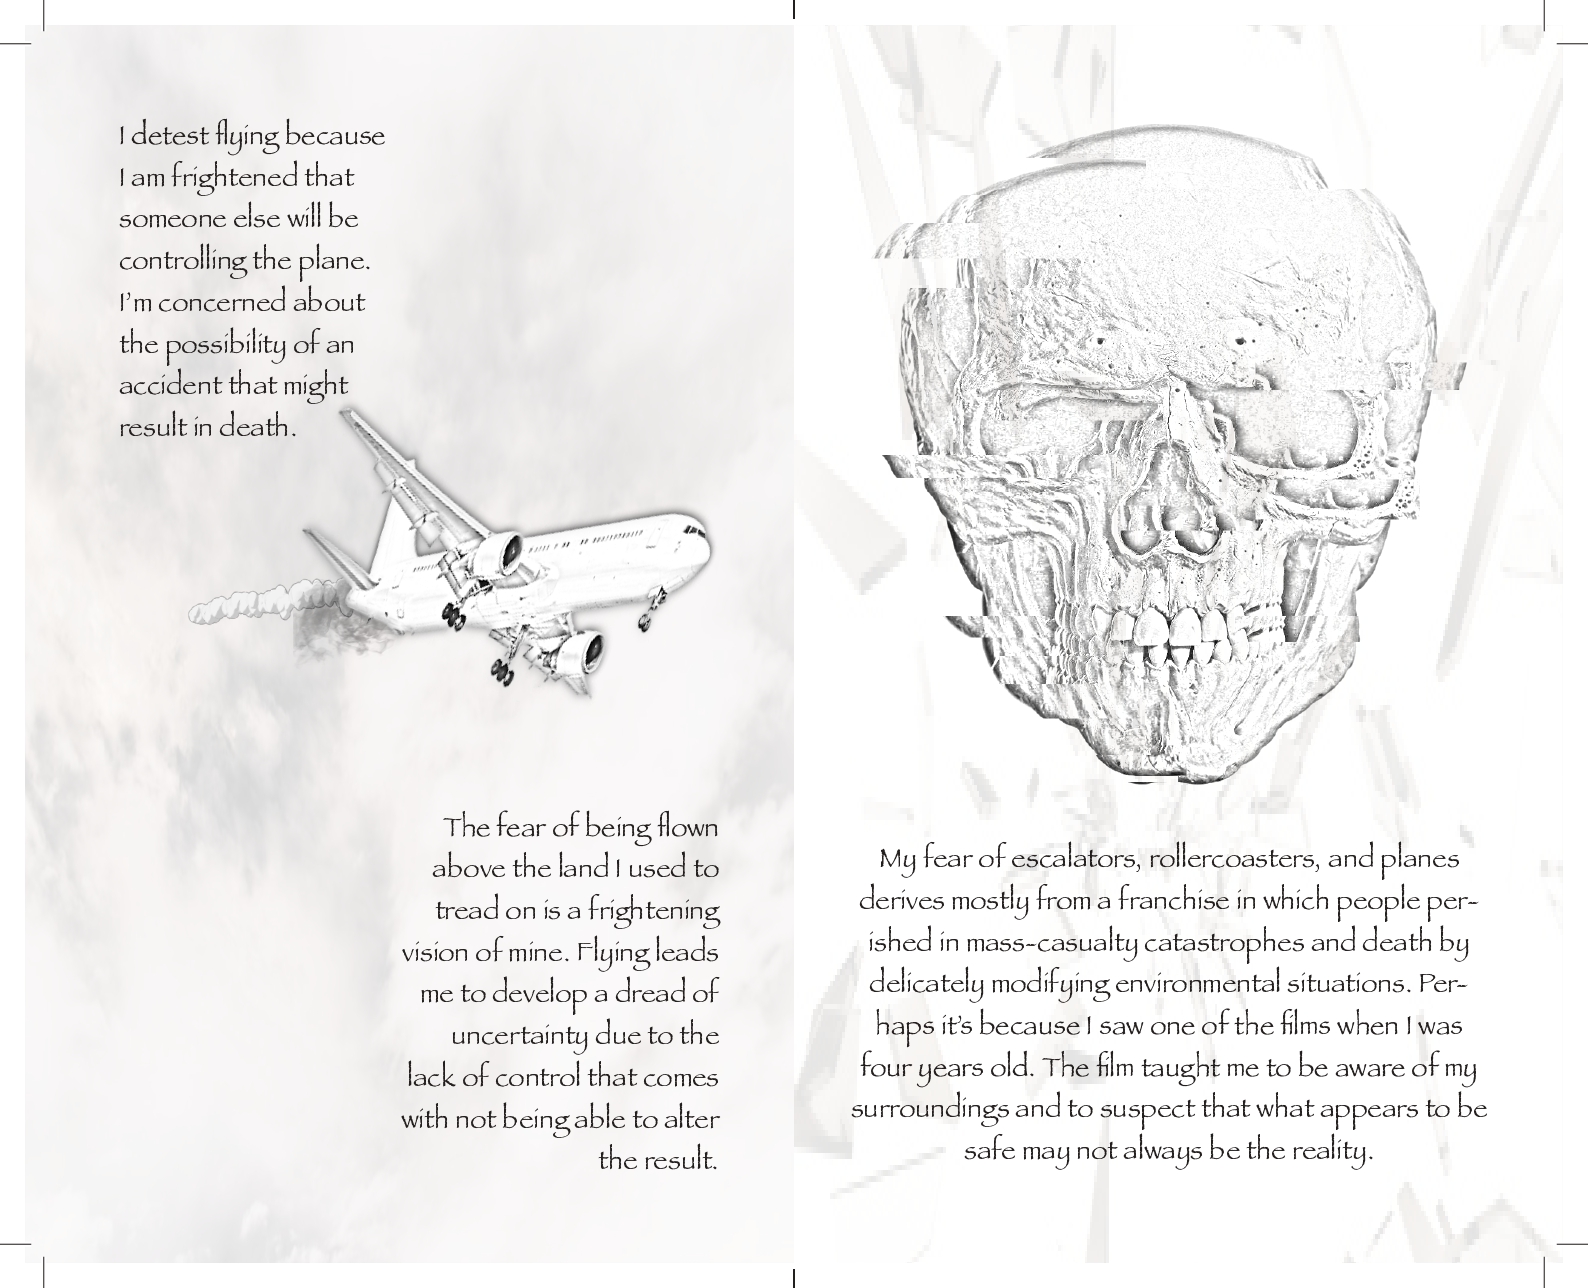 I detest flying because
I am frightened that
someone else will be
controlling the plane.
I'm concerned about
the possibility of an
accident that might
result in death.
The fear of being flown
above the land I used to
tread on is a frightening
vision of mine. Flying leads
me to develop a dread of
uncertainty due to the
lack of control that comes
with not being able to alter
the result.
My fear of escalators, rollercoasters, and planes
derives mostly from a franchise in which people per-
ished in mass-casualty catastrophes and death by
delicately modifying environmental situations. Per-
haps it's because I saw one of the films when I was
four years old. The film taught me to be aware of my
surroundings and to suspect that what appears to be
safe may not always be the reality.